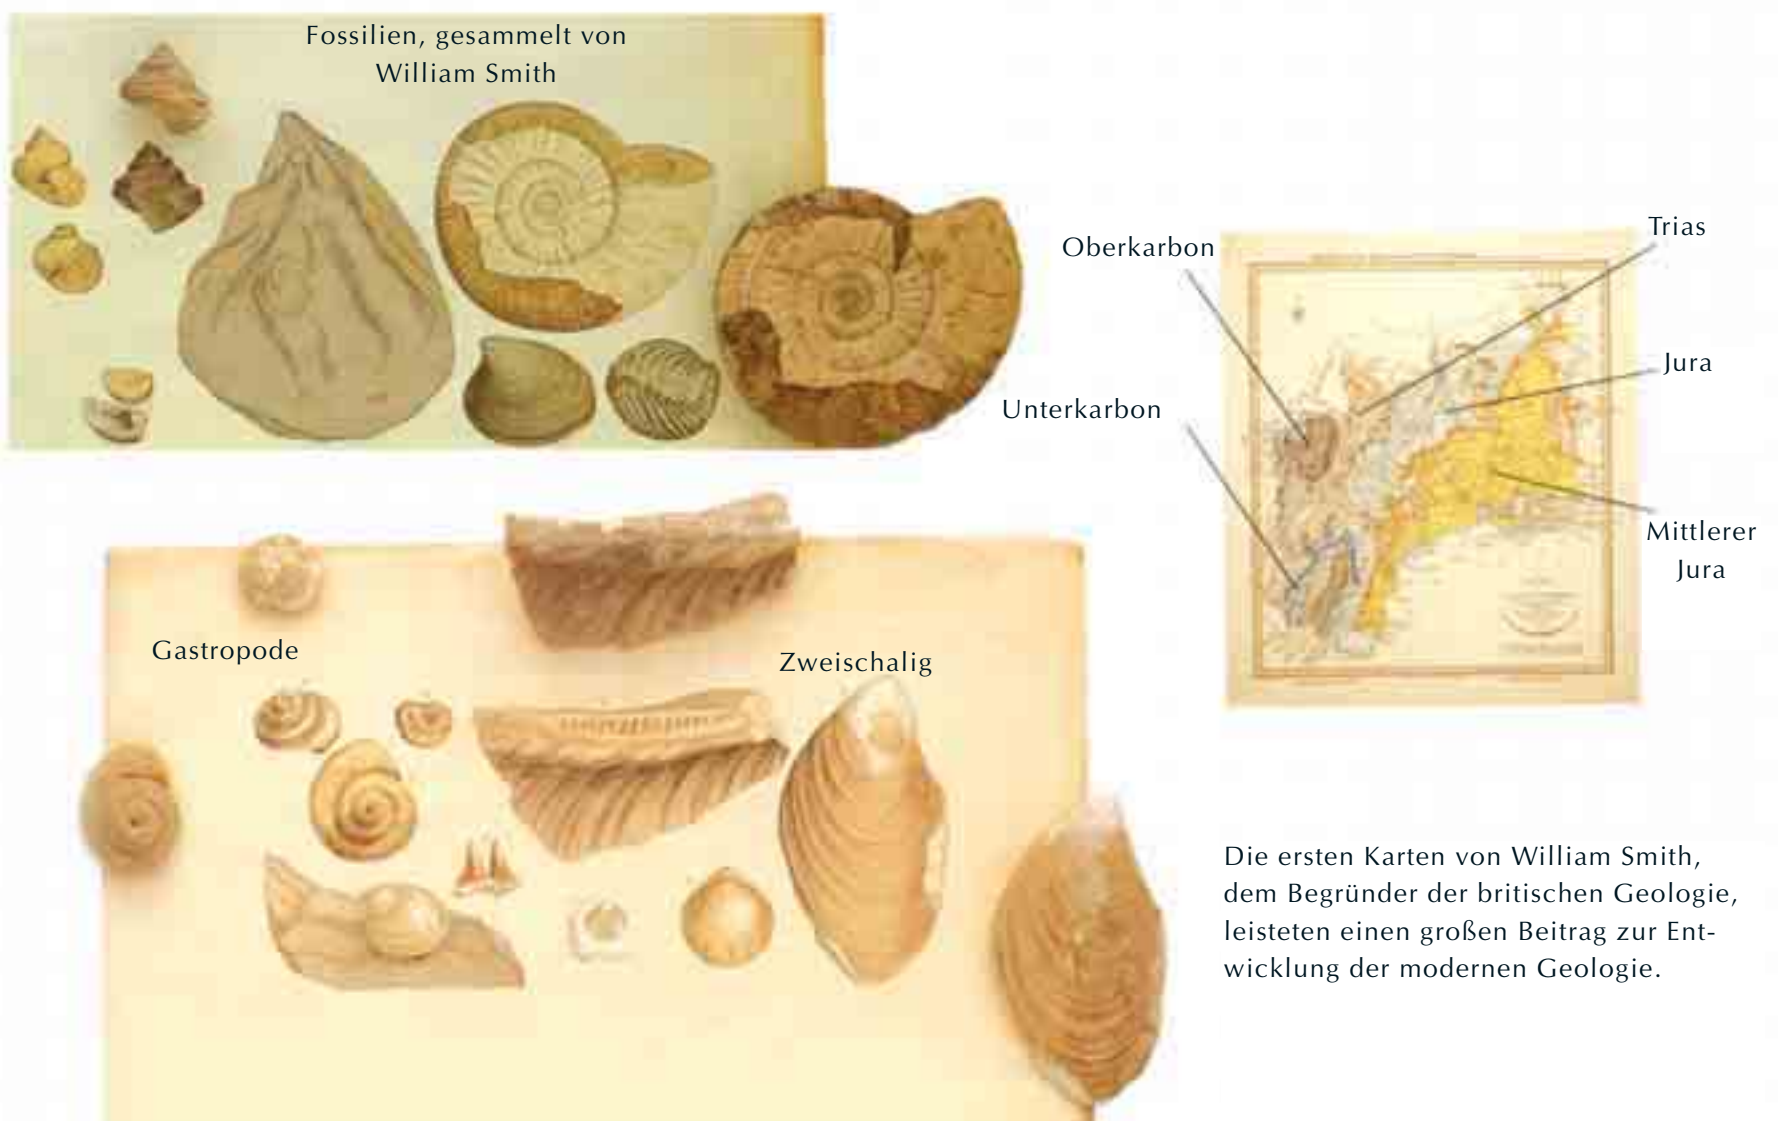 Fossilien, gesammelt von
William Smith
Oberkarbon
Trias
Jura
Unterkarbon
Mittlerer
Jura
Gastropode
Zweischalig
Die ersten Karten von William Smith,
dem Begründer der britischen Geologie,
leisteten einen großen Beitrag zur Ent-
wicklung der modernen Geologie.